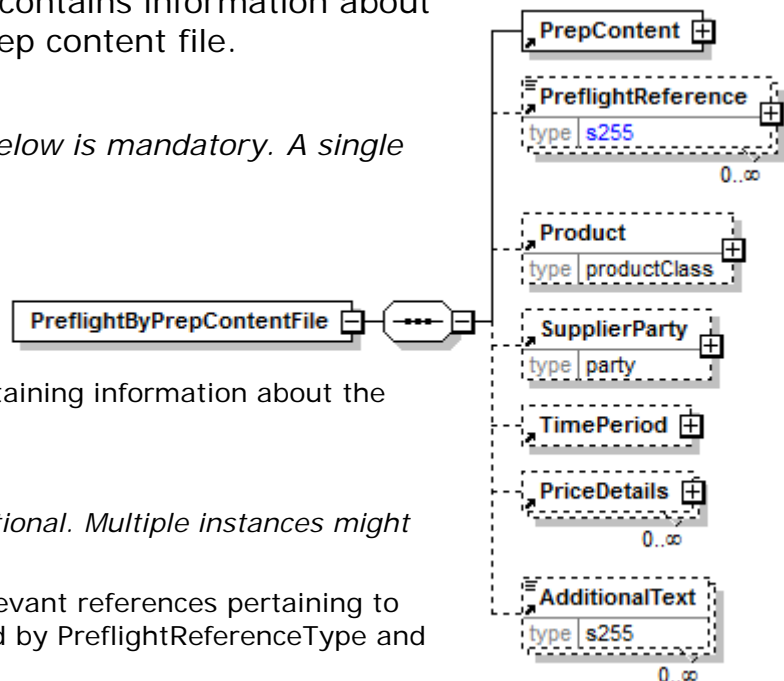 contains information about
ep content file.
elow is mandatory. A single
taining information about the
tional. Multiple instances might
evant references pertaining to
d by PreflightReferenceType and
PreflightByPrepContentFile
PrepContent
PreflightReference
type s255
0..∞
Product
type productClass
SupplierParty
type party
TimePeriod
PriceDetails
0..∞
AdditionalText
type s255
0..∞